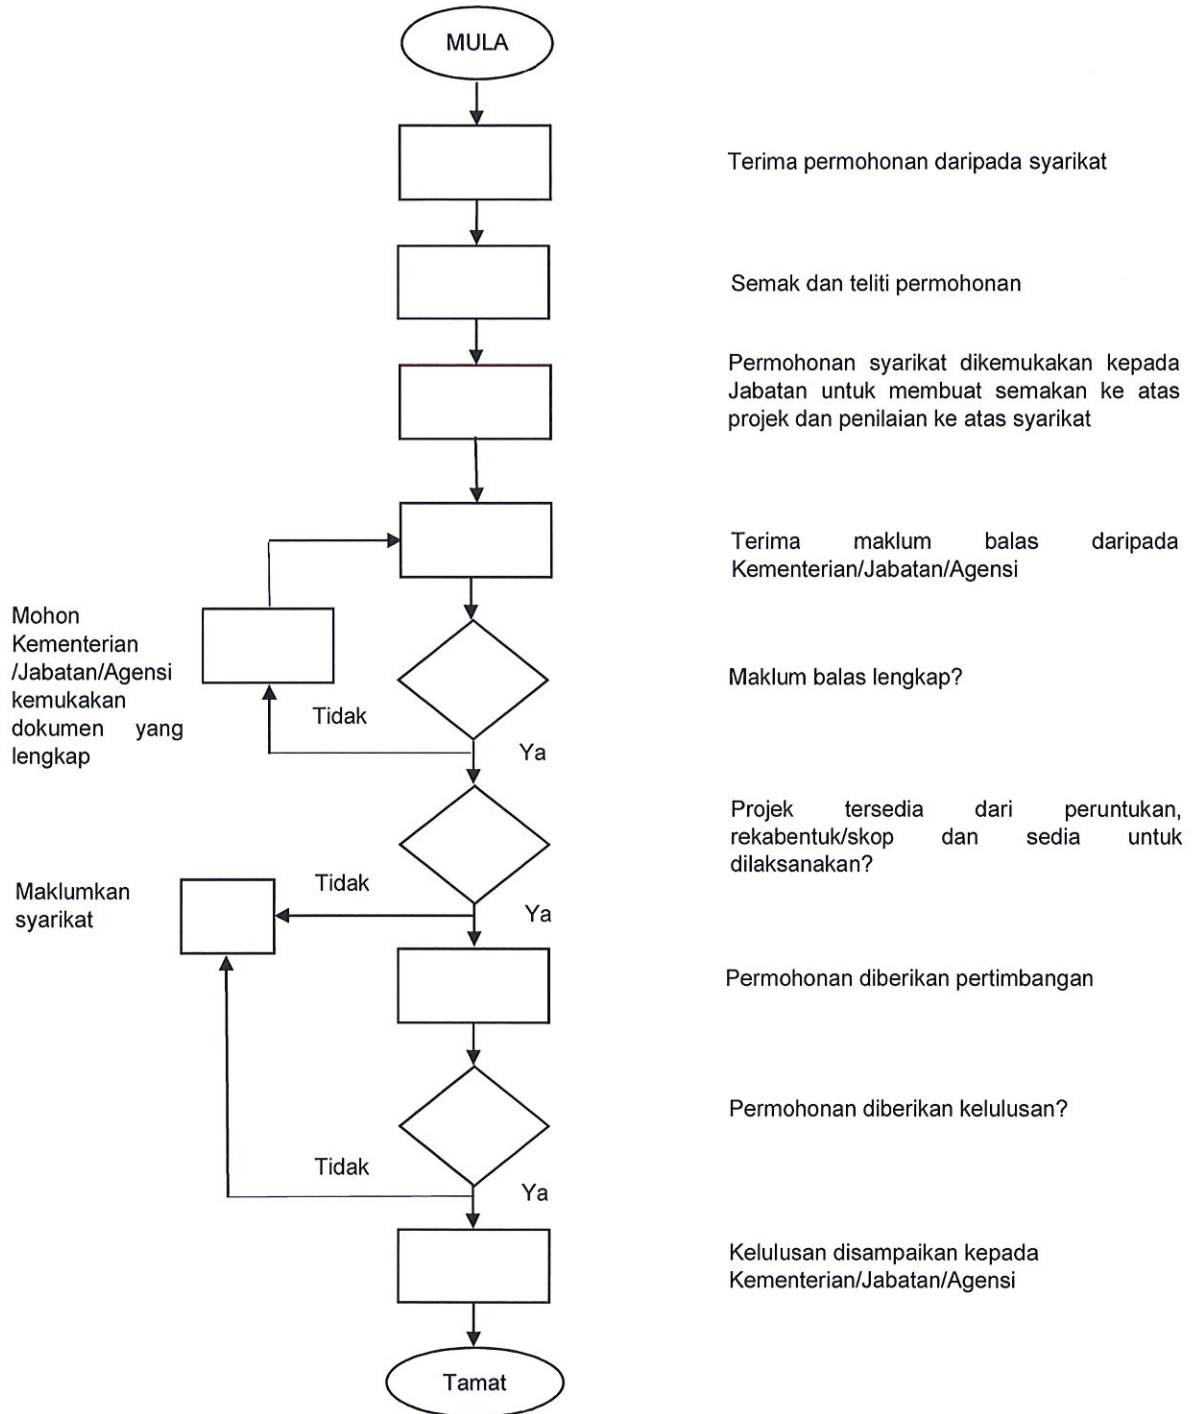 MULA
Terima permohonan daripada syarikat
Semak dan teliti permohonan
Permohonan syarikat dikemukakan kepada
Jabatan untuk membuat semakan ke atas
projek dan penilaian ke atas syarikat
Terima maklum balas daripada
Kementerian/Jabatan/Agensi
Mohon
Kementerian
/Jabatan/Agensi
kemukakan
dokumen yang
lengkap
Maklum balas lengkap?
Tidak
Ya
Projek tersedia dari peruntukan,
rekabentuk/skop dan sedia untuk
dilaksanakan?
Maklumkan
syarikat
Tidak
Ya
Permohonan diberikan pertimbangan
Permohonan diberikan kelulusan?
Tidak
Ya
Kelulusan disampaikan kepada
Kementerian/Jabatan/Agensi
Tamat